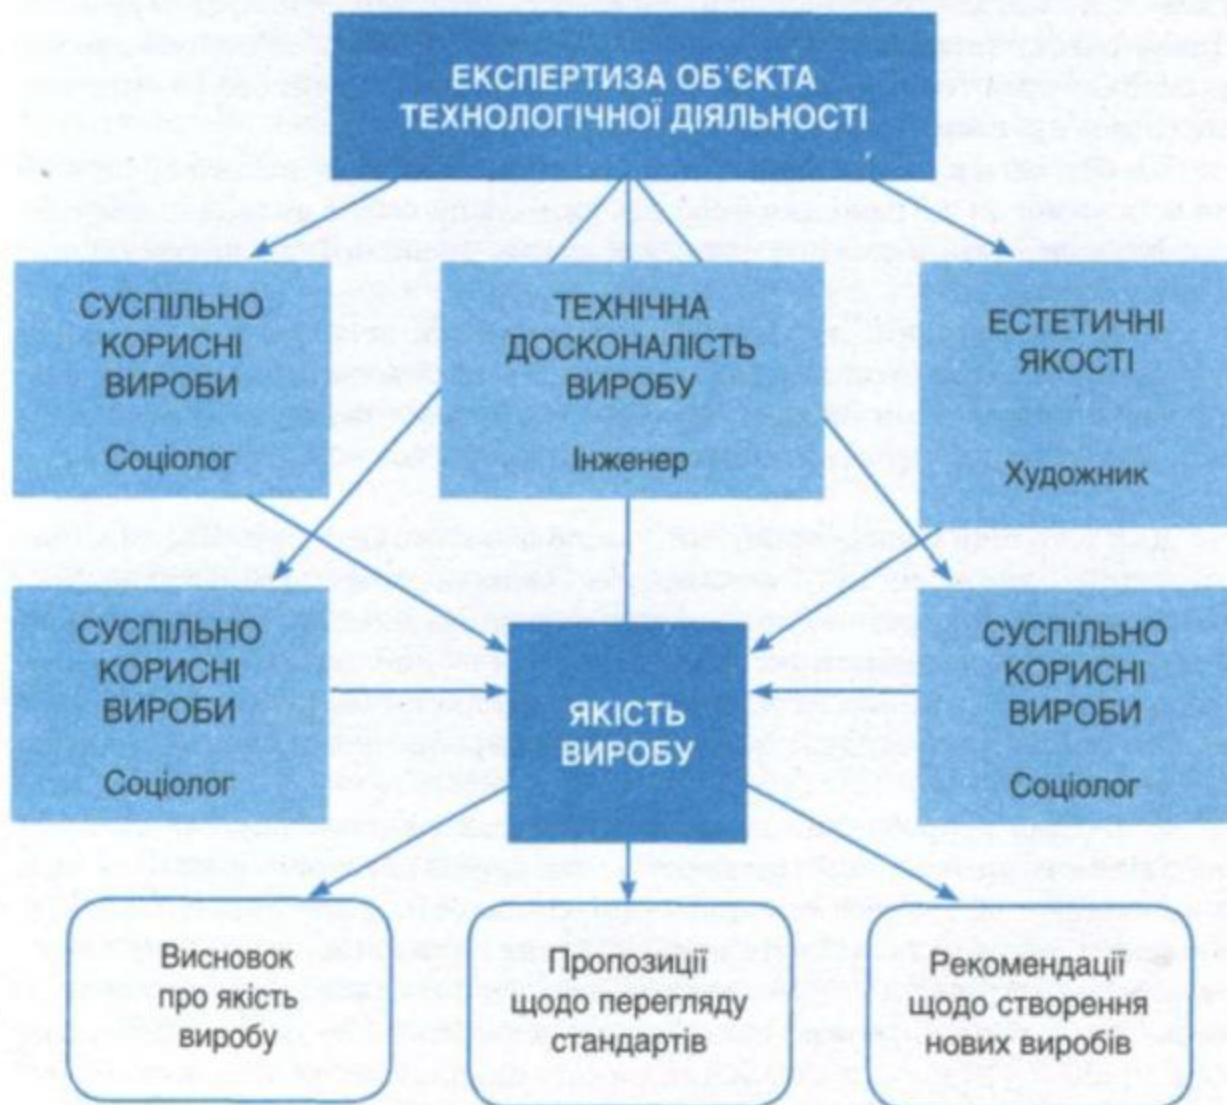 ЕКСПЕРТИЗА ОБ'ЄКТА
ТЕХНОЛОГІЧНОЇ ДІЯЛЬНОСТІ
СУСПІЛЬНО
КОРИСНІ
ВИРОБИ
Соціолог
ТЕХНІЧНА
ДОСКОНАЛІСТЬ
ВИРОБУ
Інженер
ЕСТЕТИЧНІ
ЯКОСТІ
Художник
СУСПІЛЬНО
КОРИСНІ
ВИРОБИ
Соціолог
ЯКІСТЬ
ВИРОБУ
СУСПІЛЬНО
КОРИСНІ
ВИРОБИ
Соціолог
Висновок
про якість
виробу
Пропозиції
щодо перегляду
стандартів
Рекомендації
щодо створення
нових виробів